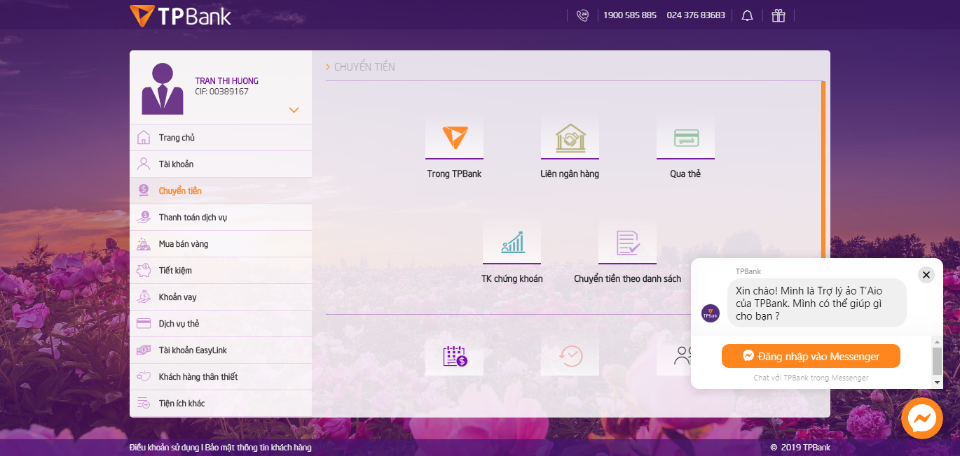 TPBank
1900 585 885 024 376 83683
TRAN THI HUONG
CIF: 00389167
Trang chủ
Tài khoản
Chuyển tiền
Thanh toán dịch vụ
Mua bán vàng
Tiết kiệm
Khoản vay
Dịch vụ thẻ
Tài khoản EasyLink
Khách hàng thân thiết
Tiện ích khác
CHUYỂN TIỀN
Trong TPBank
Liên ngân hàng
Qua thẻ
TK chứng khoán
Chuyển tiền theo danh sách
TPBank
Xin chào! Mình là Trợ lý ảo T'Aio
của TPBank. Mình có thể giúp gì
cho bạn ?
TPBank
Đăng nhập vào Messenger
Chat với TPBank trong Messenger
Điều khoản sử dụng | Bảo mật thông tin khách hàng
© 2019 TPBank